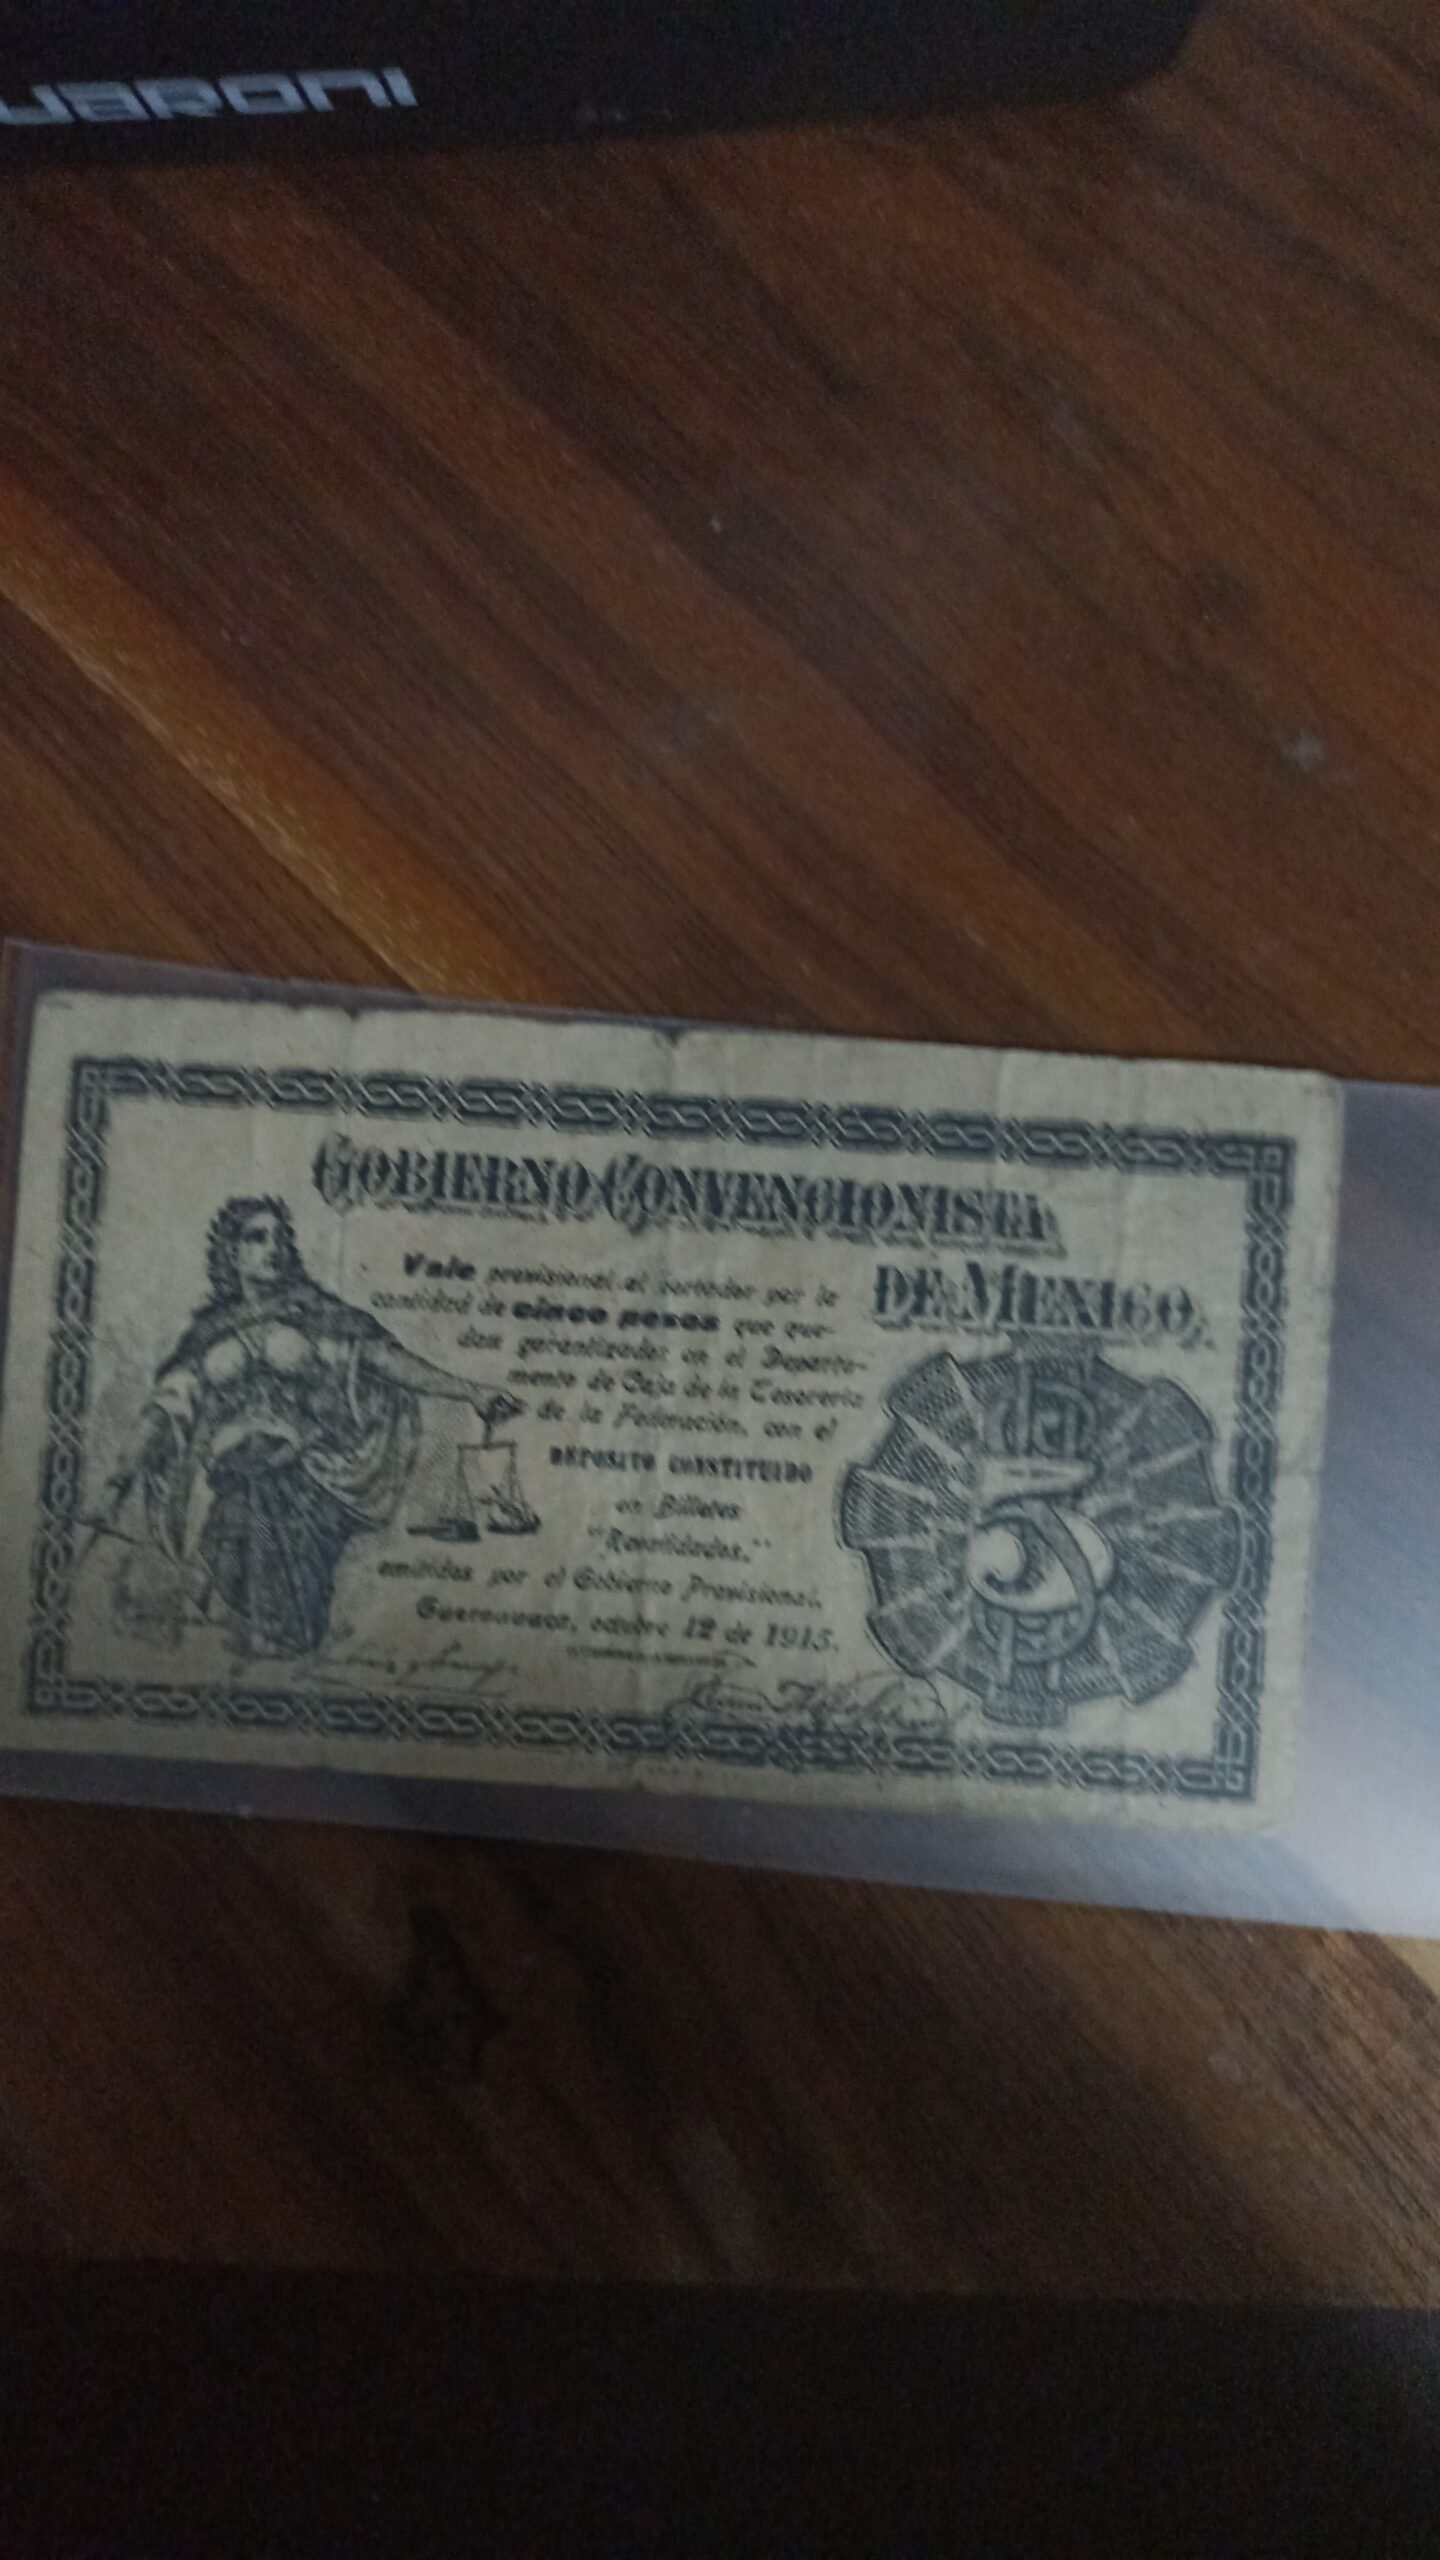 GOBIERNO CONVENCIONISTA
DE MEXICO.
Vale provisional al portador por la
cantidad de cinco pesos que que-
dan garantizados en el Departa-
mento de Caja de la Tesorería
de la Federación, con el
DEPOSITO CONSTITUIDO
en Billetes
"Revalidados,"
emitidos por el Gobierno Provisional.
Cuernavaca, octubre 12 de 1915.